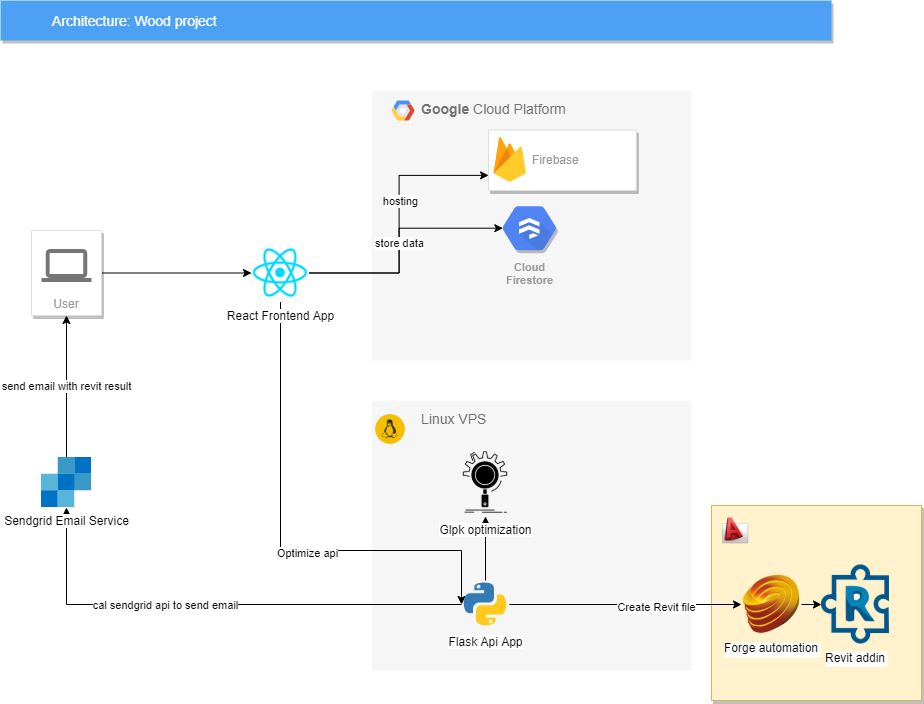 Architecture: Wood project
Google Cloud Platform
Firebase
hosting
store data
Cloud
Firestore
User
React Frontend App
send email with revit result
Linux VPS
Glpk optimization
Sendgrid Email Service
Optimize api
cal sendgrid api to send email
Create Revit file
Flask Api App
Forge automation
R
Revit addin
A